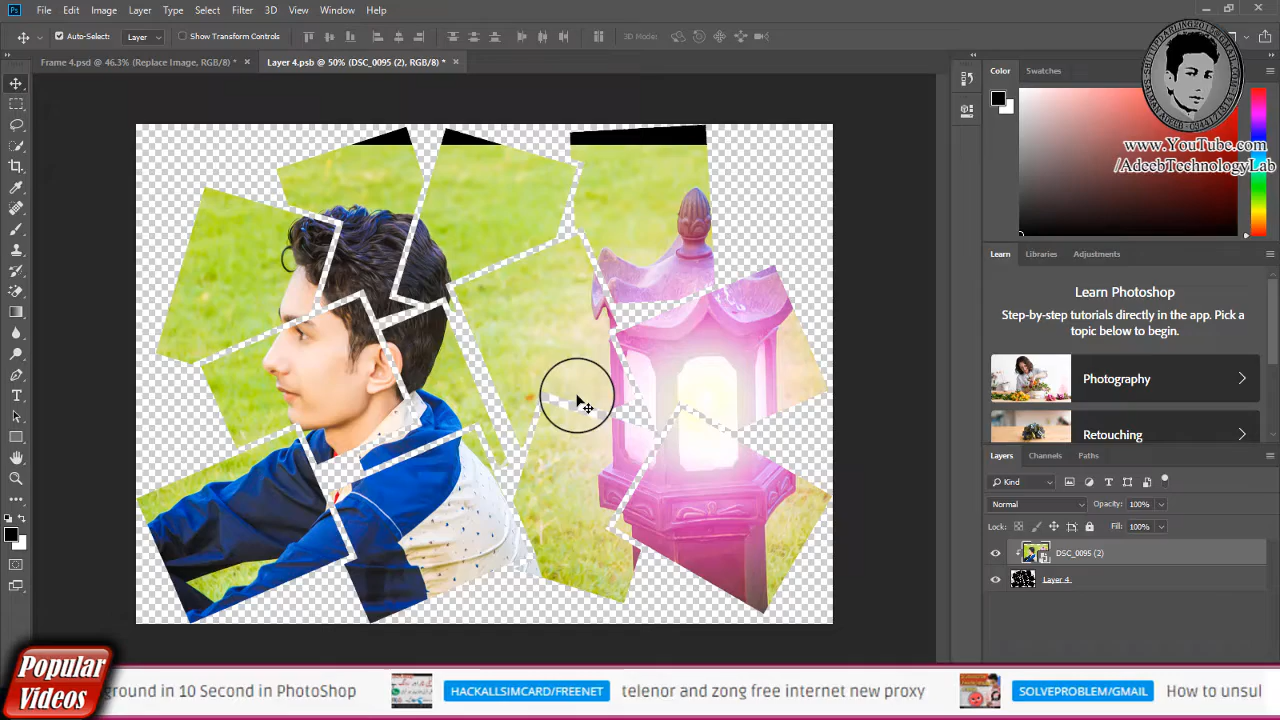 Ps File Edit Image Layer Type Select Filter 3D View Window Help
Auto-Select: Layer Show Transform Controls 3D Mode:
Frame 4.psd @ 46.3% (Replace Image, RGB/8) * × Layer 4.psb @ 50% (DSC_0095 (2), RGB/8) * ×
Color Swatches
www.YouTube.com
/AdeebTechnologyLab
Learn Libraries Adjustments
Learn Photoshop
Step-by-step tutorials directly in the app. Pick a
topic below to begin.
Photography
Retouching
Layers Channels Paths
Kind
Normal Opacity: 100%
Lock: Fill: 100%
DSC_0095 (2)
Layer 4
Popular
Videos
ground in 10 Second in PhotoShop HACKALLSIMCARD/FREENET telenor and zong free internet new proxy SOLVEPROBLEM/GMAIL How to unsul